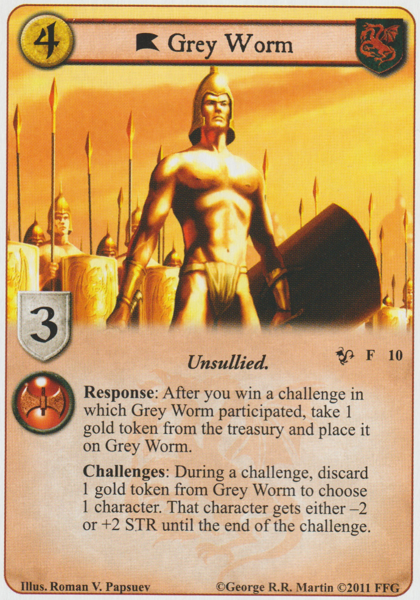 4
Grey Worm
3
Unsullied.
F 10
Response: After you win a challenge in
which Grey Worm participated, take 1
gold token from the treasury and place it
on Grey Worm.
Challenges: During a challenge, discard
1 gold token from Grey Worm to choose
1 character. That character gets either –2
or +2 STR until the end of the challenge.
Illus. Roman V. Papsuev
©George R.R. Martin ©2011 FFG